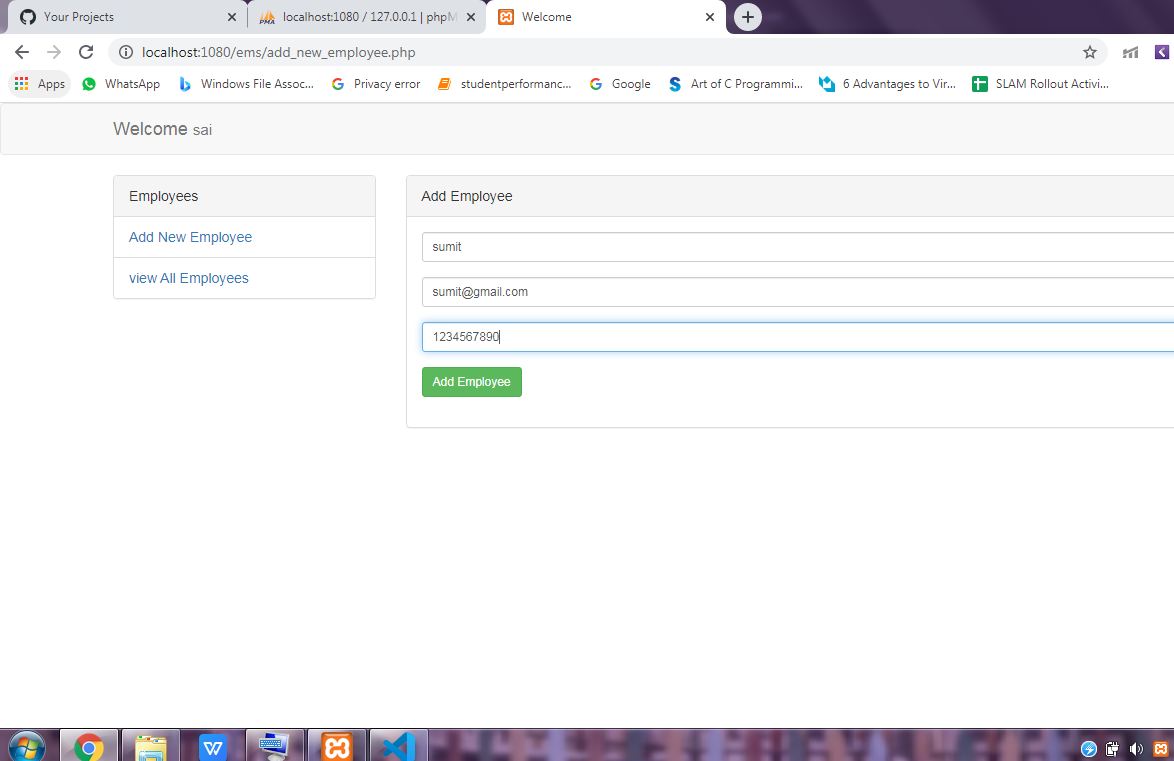 Your Projects
PMA localhost:1080 / 127.0.0.1 | phpM
Welcome
localhost:1080/ems/add_new_employee.php
Apps WhatsApp Windows File Assoc... Privacy error studentperformanc... Google Art of C Programmi... 6 Advantages to Vir... SLAM Rollout Activi...
Welcome sai
Employees
Add New Employee
view All Employees
Add Employee
sumit
sumit@gmail.com
1234567890
Add Employee